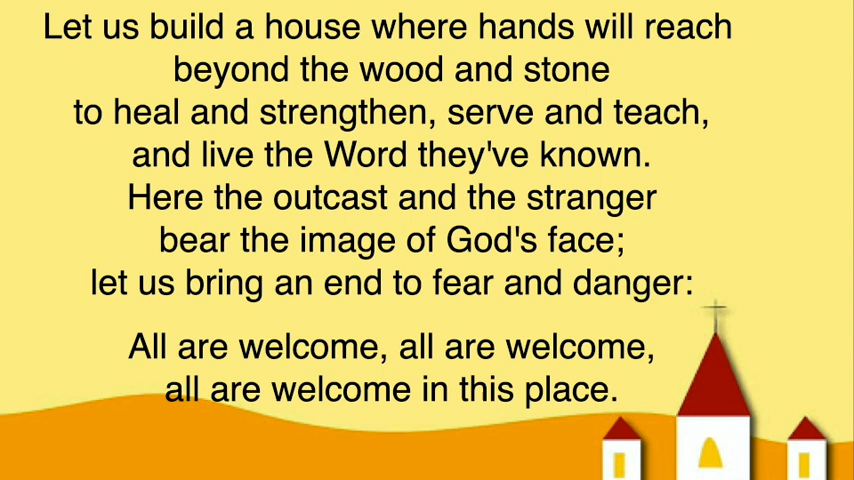 Let us build a house where hands will reach
beyond the wood and stone
to heal and strengthen, serve and teach,
and live the Word they've known.
Here the outcast and the stranger
bear the image of God's face;
let us bring an end to fear and danger:
All are welcome, all are welcome,
all are welcome in this place.